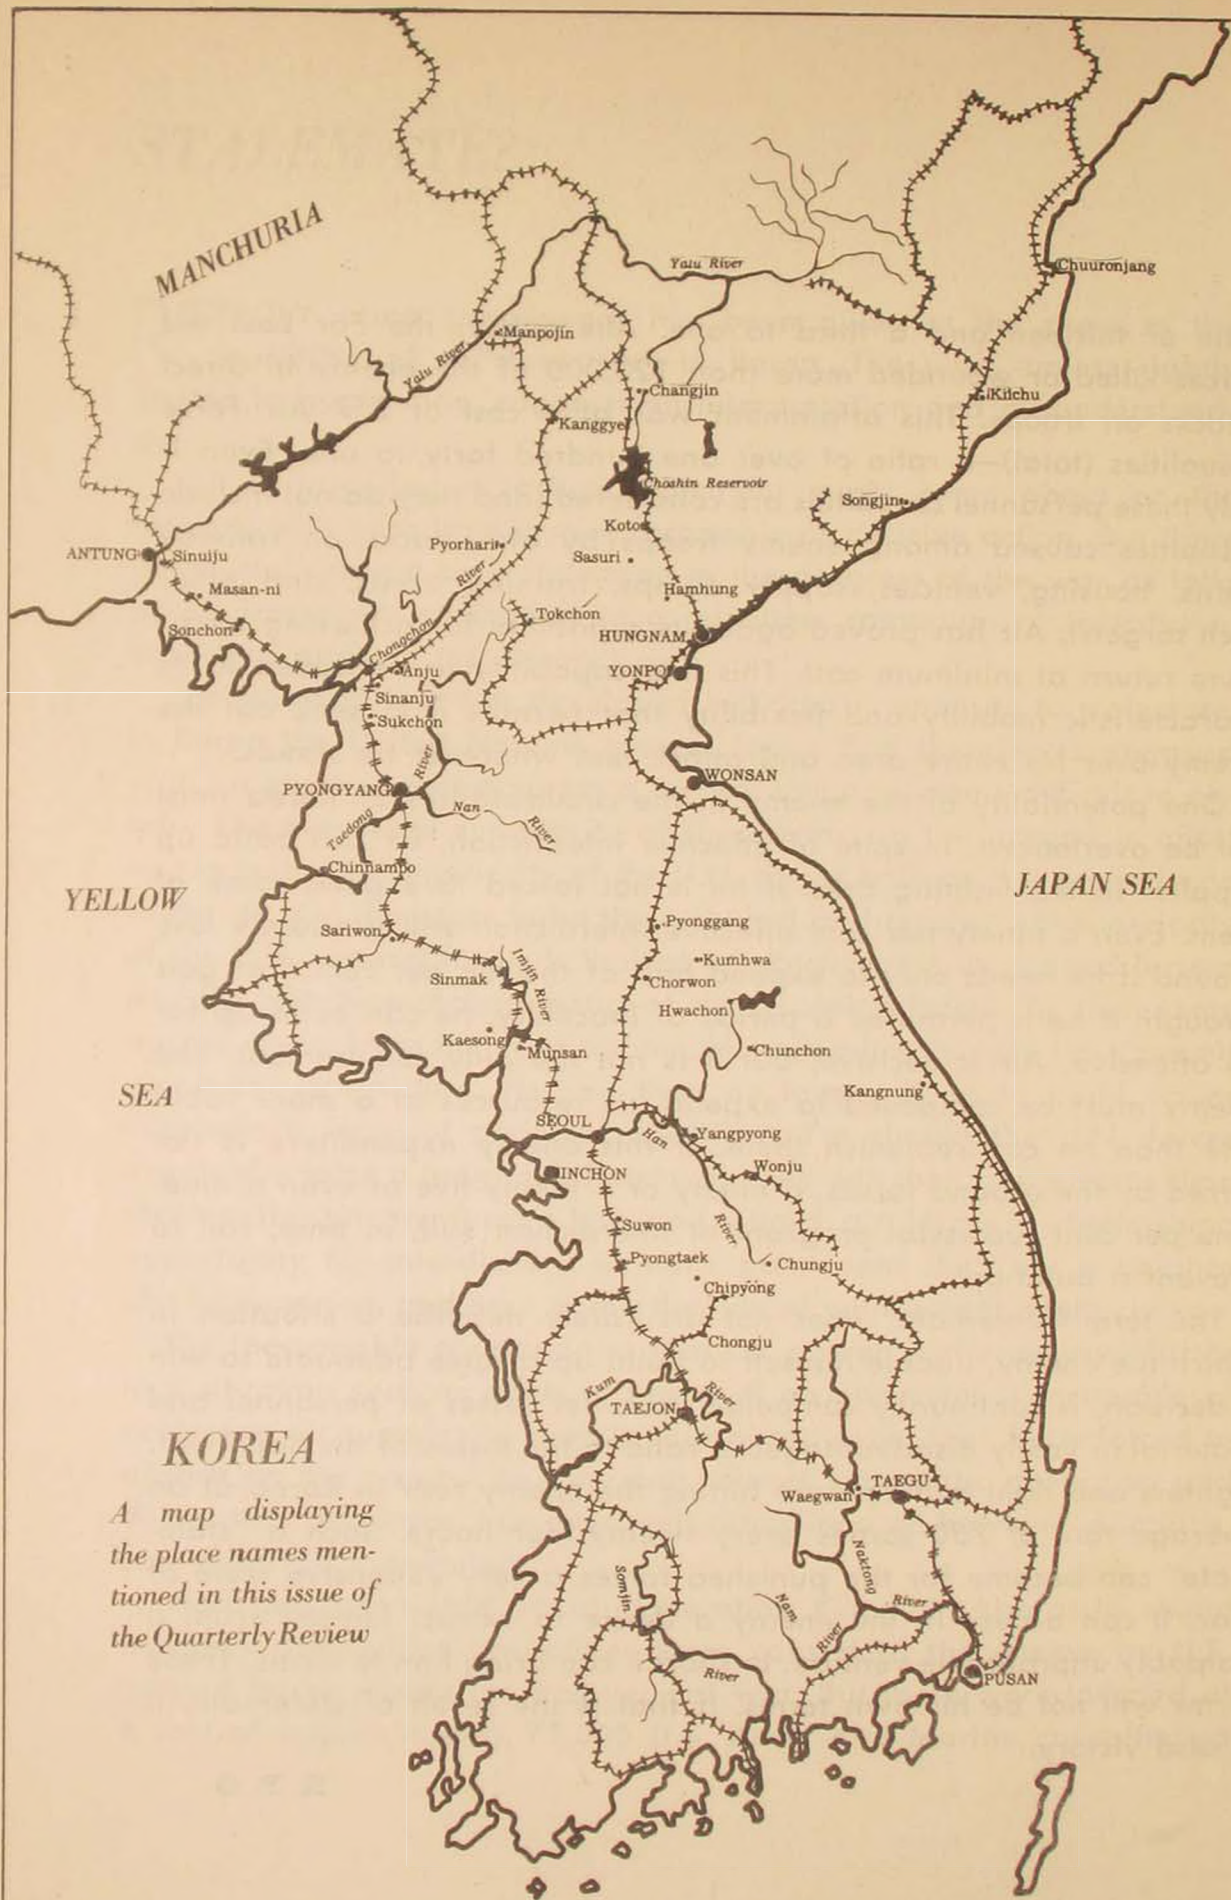 MANCHURIA
Yalu River
Chuuronjang
Manpojin
Yalu River
Changjin
Kilchu
Kanggye
Choshin Reservoir
Songjin
Koto
Pyorhari
ANTUNG
Sinuiju
Sasuri
River
Masan-ni
Hamhung
Tokchon
Sonchon
Chongchon
HUNGNAM
Anju
YONPO
Sinanju
Sukchon
River
WONSAN
PYONGYANG
Nan
River
Taedong
Chinnampo
YELLOW
JAPAN SEA
Pyonggang
Sariwon
Kumhwa
Sinmak
Imjin River
Chorwon
Hwachon
Kaesong
Munsan
Chunchon
SEA
Kangnung
SEOUL
Han
Yangpyong
INCHON
Wonju
Suwon
River
Pyongtaek
Chungju
Chipyong
Chongju
Kum
River
TAEJON
KOREA
A map displaying
the place names men-
tioned in this issue of
the Quarterly Review
TAEGU
Waegwan
Naktong
Somjin
Nam
River
River
River
PUSAN